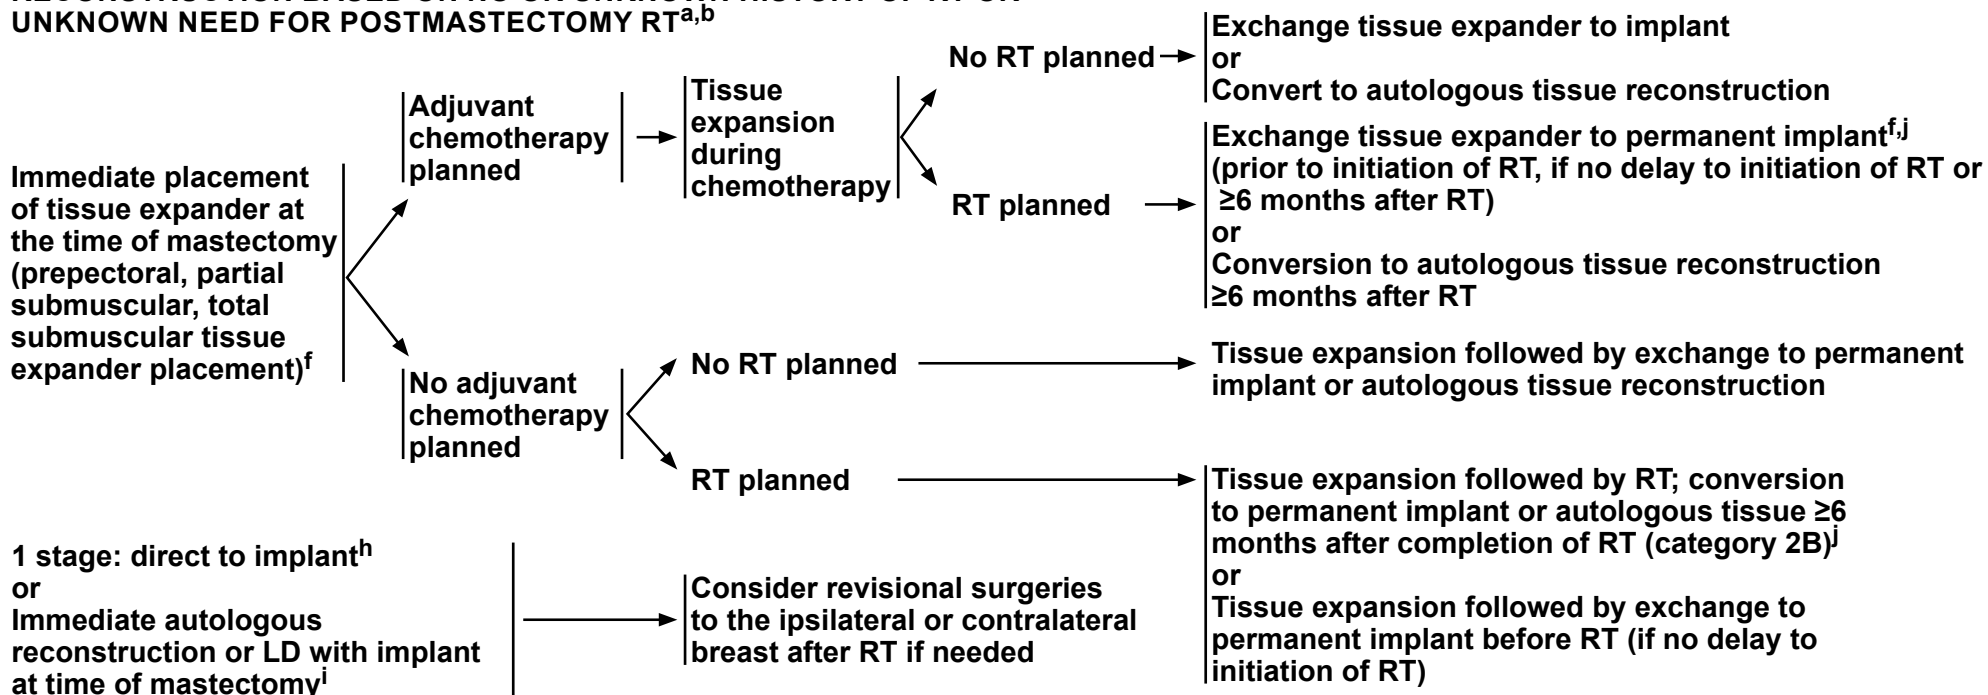 UNKNOWN NEED FOR POSTMASTECTOMY RTa,b
Immediate placement
of tissue expander at
the time of mastectomy
(prepectoral, partial
submuscular, total
submuscular tissue
expander placement)f
Adjuvant
chemotherapy
planned
Tissue
expansion
during
chemotherapy
No RT planned
Exchange tissue expander to implant
or
Convert to autologous tissue reconstruction
RT planned
Exchange tissue expander to permanent implantf,j
(prior to initiation of RT, if no delay to initiation of RT or
≥6 months after RT)
or
Conversion to autologous tissue reconstruction
≥6 months after RT
No adjuvant
chemotherapy
planned
No RT planned
Tissue expansion followed by exchange to permanent
implant or autologous tissue reconstruction
RT planned
Tissue expansion followed by RT; conversion
to permanent implant or autologous tissue ≥6
months after completion of RT (category 2B)j
or
Tissue expansion followed by exchange to
permanent implant before RT (if no delay to
initiation of RT)
1 stage: direct to implanth
or
Immediate autologous
reconstruction or LD with implant
at time of mastectomyi
Consider revisional surgeries
to the ipsilateral or contralateral
breast after RT if needed